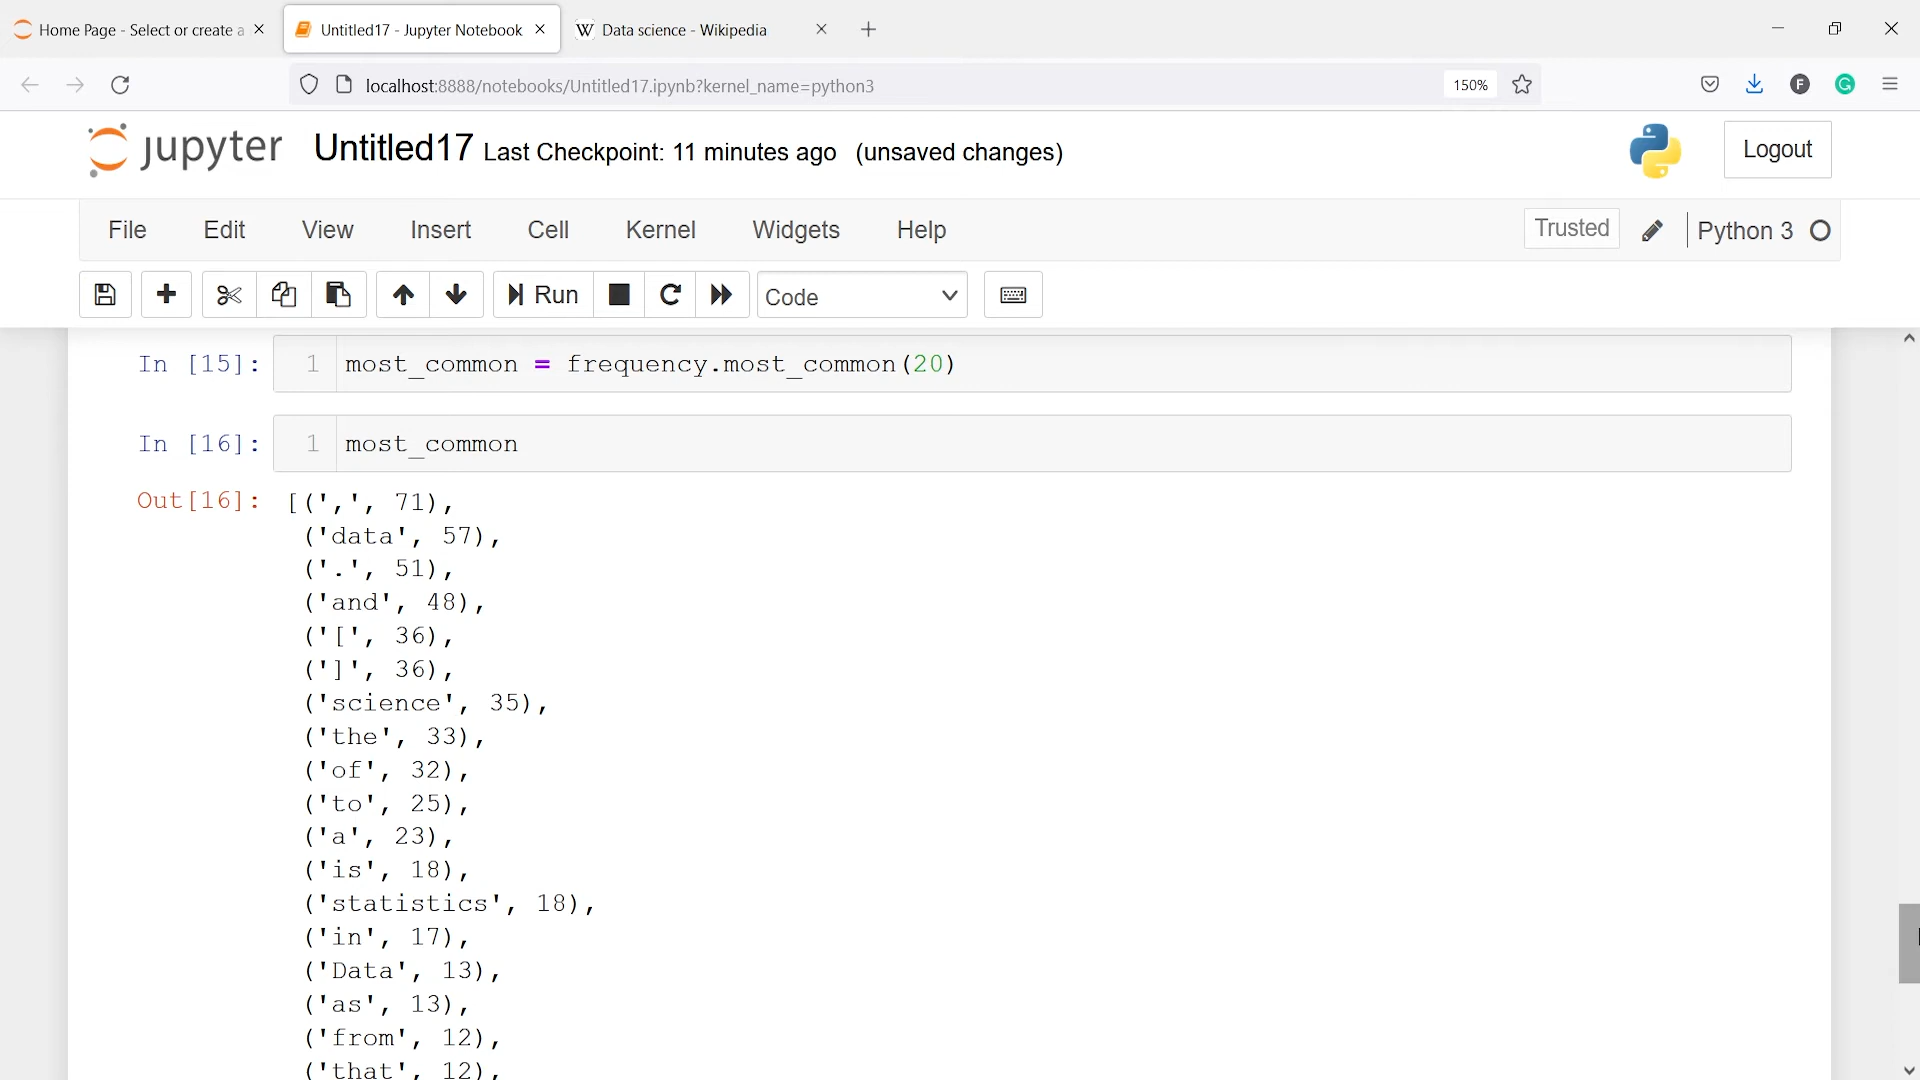 Home Page - Select or create a
Untitled17 - Jupyter Notebook
W Data science - Wikipedia
localhost:8888/notebooks/Untitled17.ipynb?kernel_name=python3
150%
F
G
jupyter Untitled17 Last Checkpoint: 11 minutes ago (unsaved changes)
Logout
File Edit View Insert Cell Kernel Widgets Help
Trusted
Python 3
Run
Code
In [15]: 1 most_common = frequency.most_common(20)
In [16]: 1 most_common
Out[16]: [(',', 71),
('data', 57),
('.', 51),
('and', 48),
('[', 36),
(']', 36),
('science', 35),
('the', 33),
('of', 32),
('to', 25),
('a', 23),
('is', 18),
('statistics', 18),
('in', 17),
('Data', 13),
('as', 13),
('from', 12),
('that', 12),